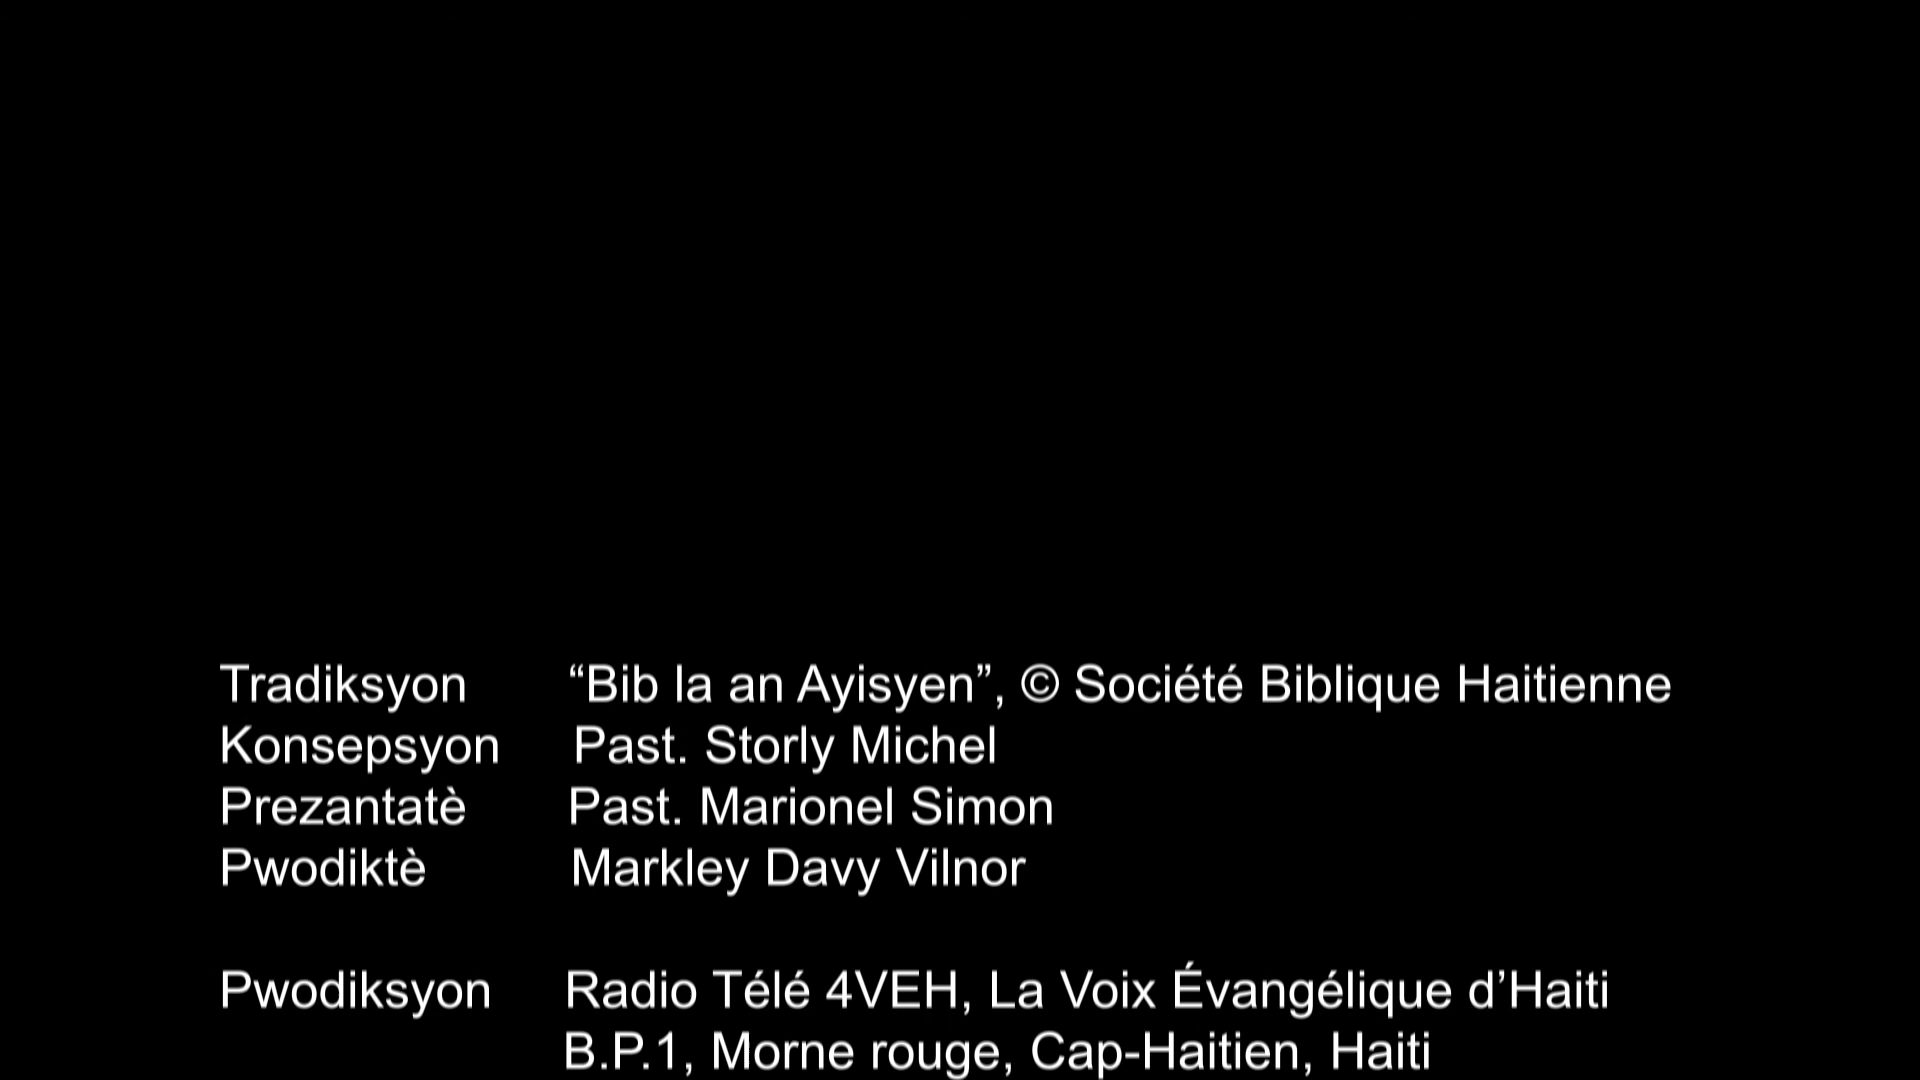 Tradiksyon “Bib la an Ayisyen”, © Société Biblique Haitienne
Konsepsyon Past. Storly Michel
Prezantatè Past. Marionel Simon
Pwodiktè Markley Davy Vilnor
Pwodiksyon Radio Télé 4VEH, La Voix Évangélique d’Haiti
B.P.1, Morne rouge, Cap-Haitien, Haiti